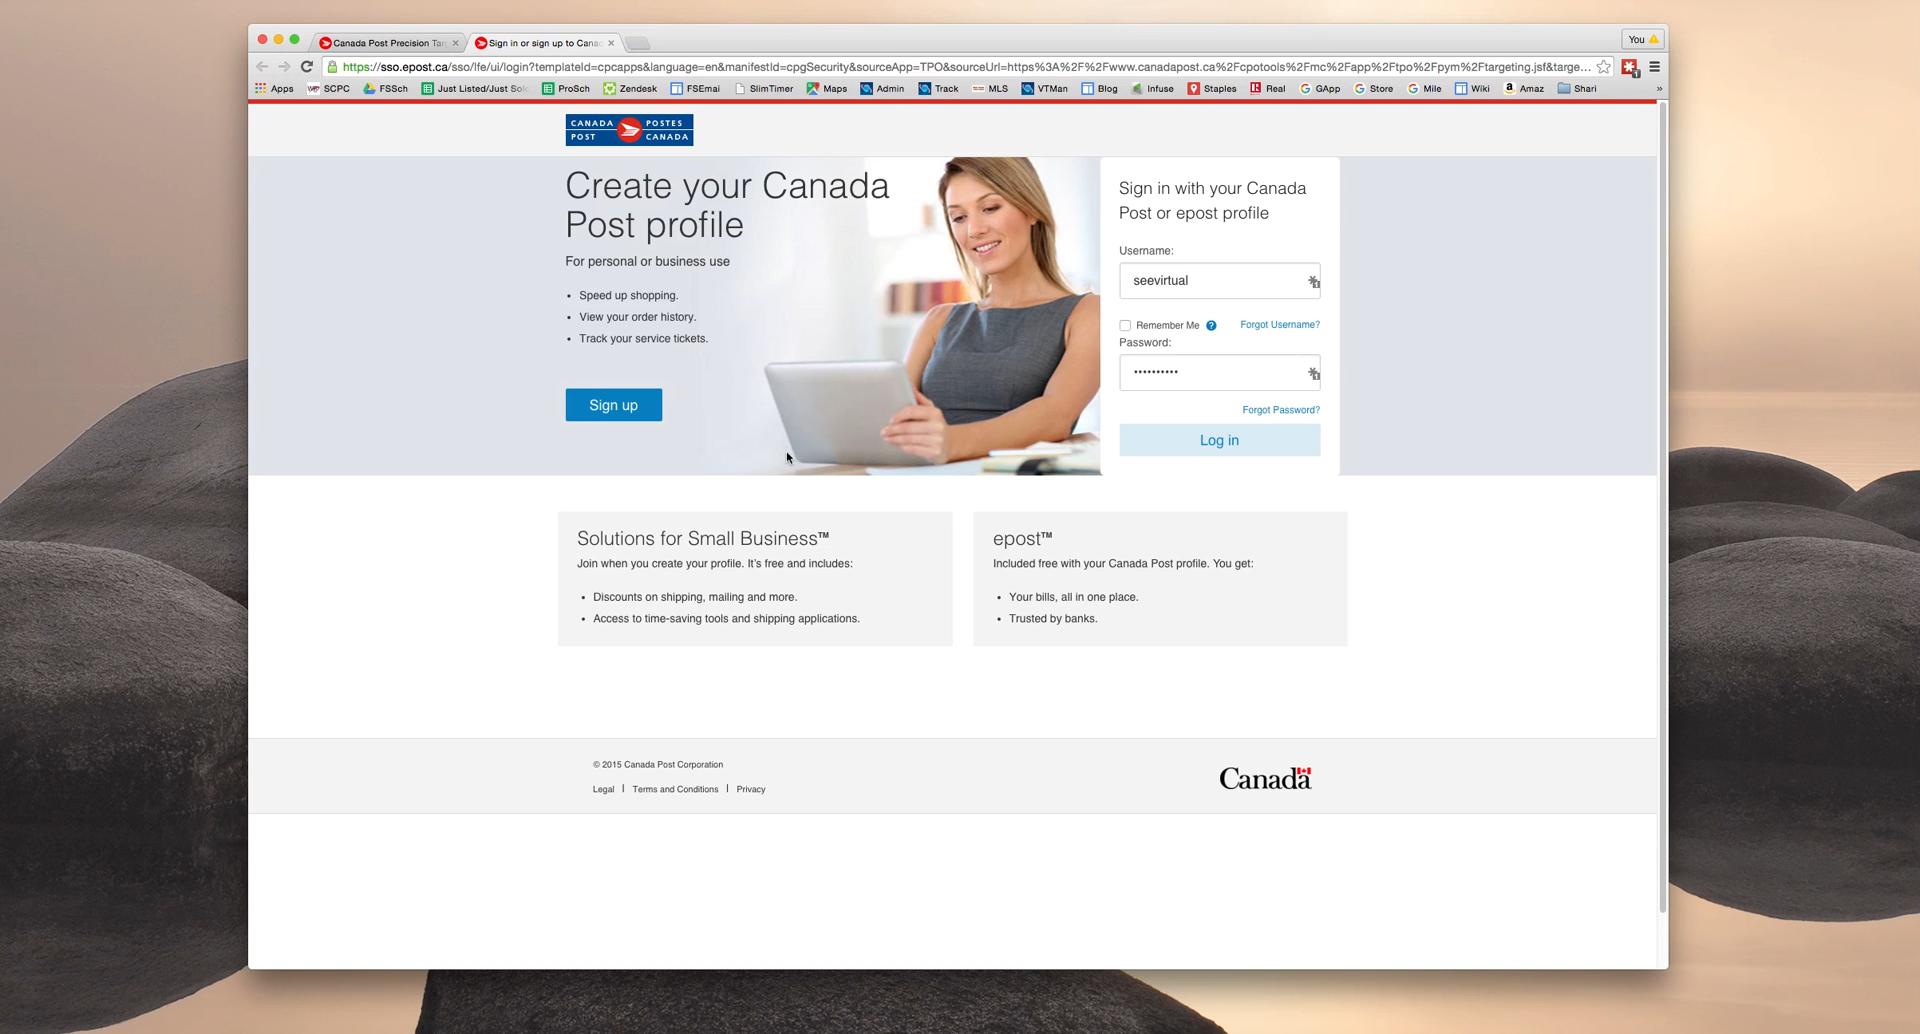 Canada Post Precision Tar
Sign in or sign up to Cana
You
https://sso.epost.ca/sso/lfe/ui/login?templateId=cpcapps&language=en&manifestId=cpgSecurity&sourceApp=TPO&sourceUrl=https%3A%2F%2Fwww.canadapost.ca%2Fcpotools%2Fmc%2Fapp%2Ftpo%2Fpym%2Ftargeting.jsf&targe...
Apps SCPC FSSch Just Listed/Just Sol ProSch Zendesk FSEmai SlimTimer Maps Admin Track MLS VTMan Blog Infuse Staples Real GApp Store Mile Wiki Amaz Shari »
CANADA POST POSTES CANADA
Create your Canada
Post profile
For personal or business use
• Speed up shopping.
• View your order history.
• Track your service tickets.
Sign up
Sign in with your Canada
Post or epost profile
Username:
seevirtual
Remember Me ? Forgot Username?
Password:
••••••••••
Forgot Password?
Log in
Solutions for Small Business™
Join when you create your profile. It's free and includes:
• Discounts on shipping, mailing and more.
• Access to time-saving tools and shipping applications.
epost™
Included free with your Canada Post profile. You get:
• Your bills, all in one place.
• Trusted by banks.
© 2015 Canada Post Corporation
Legal | Terms and Conditions | Privacy
Canada